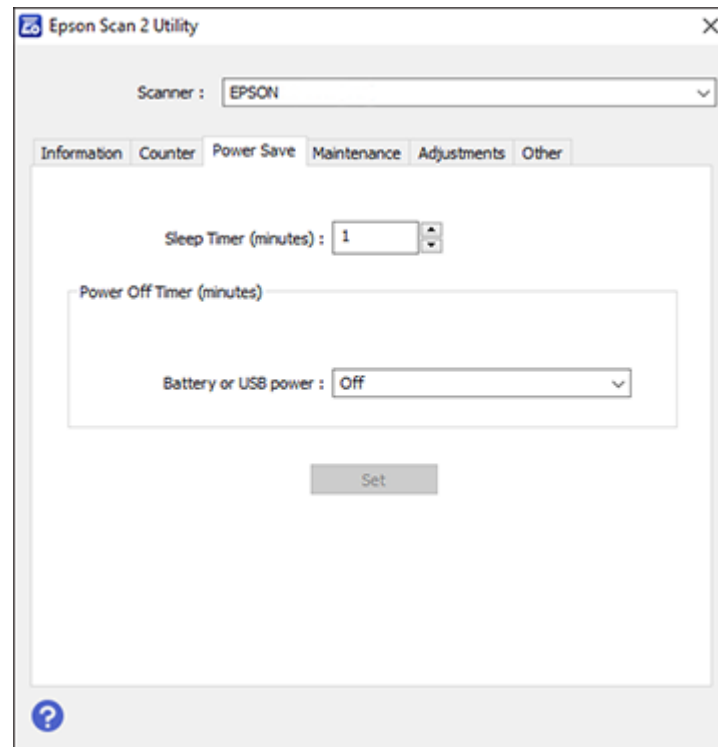 Epson Scan 2 Utility
Scanner : EPSON
Information Counter Power Save Maintenance Adjustments Other
Sleep Timer (minutes) : 1
Power Off Timer (minutes)
Battery or USB power : Off
Set
?